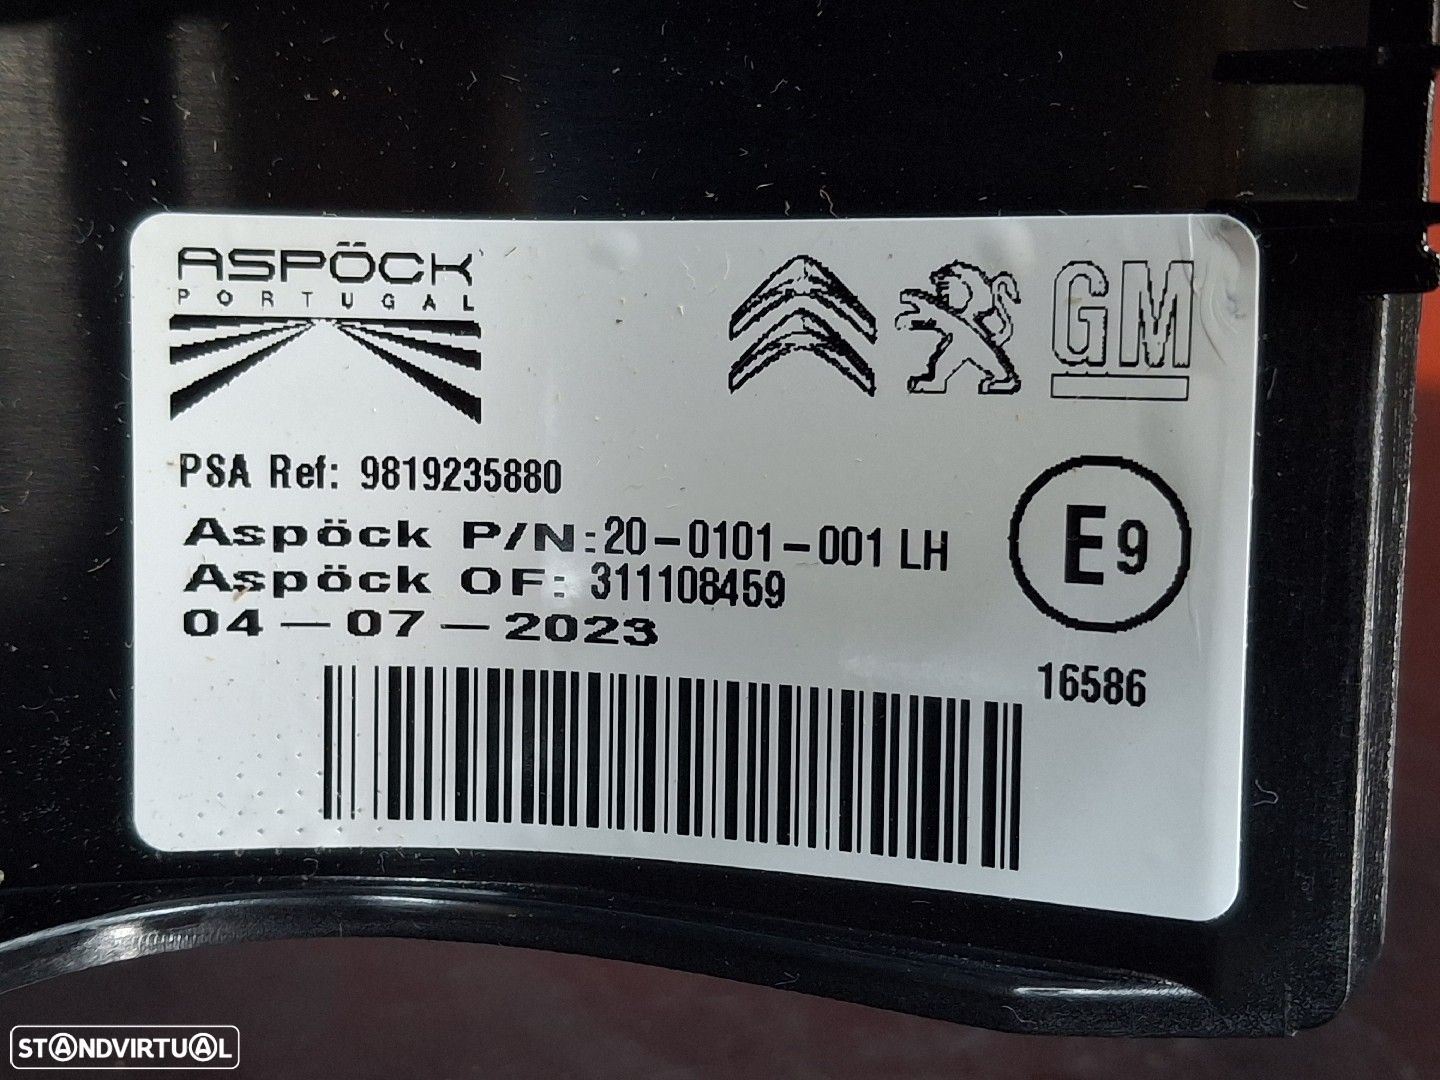 ASPÖCK
PORTUGAL
GM
PSA Ref: 9819235880
Aspöck P/N:20-0101-001 LH
Aspöck OF: 311108459
04-07-2023
E9
16586
STANDVIRTUAL